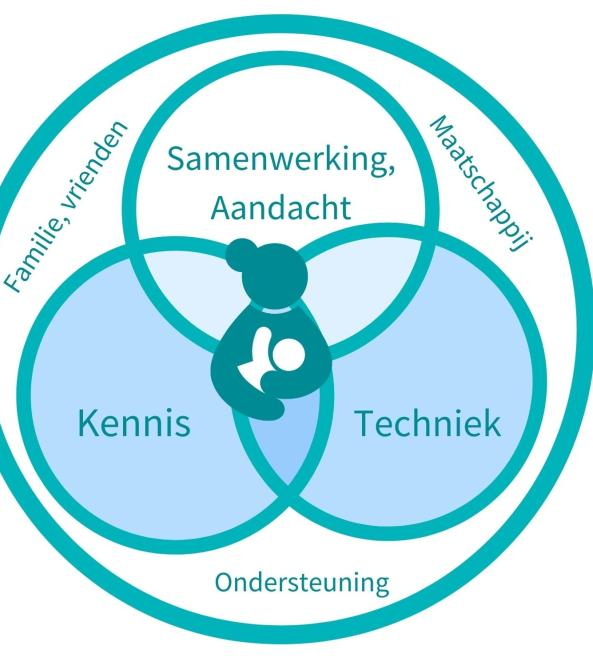 Samenwerking,
Aandacht
Familie, vrienden
Maatschappij
Kennis
Techniek
Ondersteuning